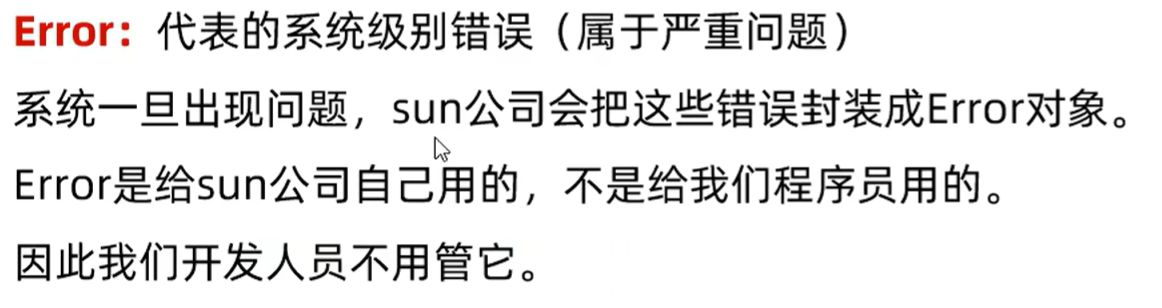 Error：代表的系统级别错误（属于严重问题）
系统一旦出现问题，sun公司会把这些错误封装成Error对象。
Error是给sun公司自己用的，不是给我们程序员用的。
因此我们开发人员不用管它。